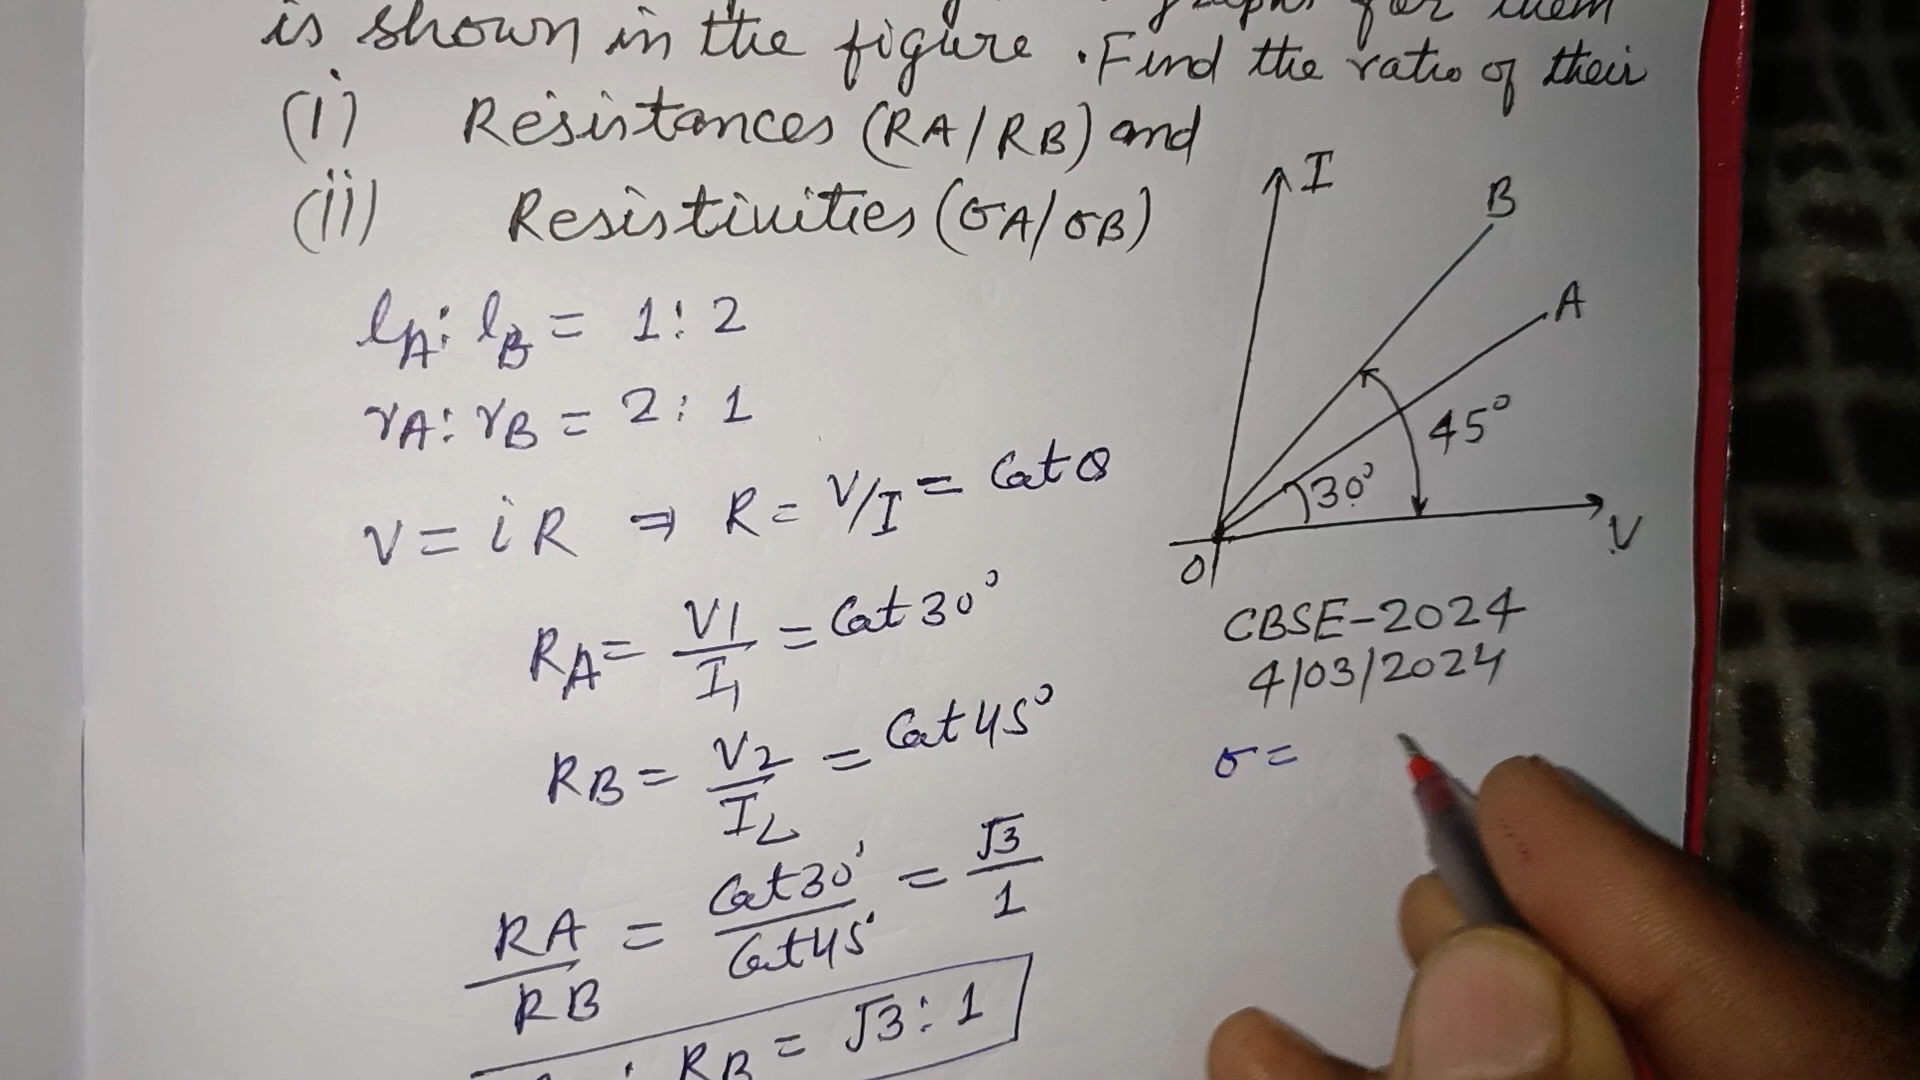 is shown in the figure. Find the ratio of their
(i) Resistances (RA/RB) and
(ii) Resistivities (σA/σB)
lA: lB = 1:2
rA: rB = 2:1
V = iR ⇒ R = V/I = Cot θ
RA = V1/I1 = Cot 30°
RB = V2/I2 = Cot 45°
RA/RB = Cot 30°/Cot 45° = √3/1
RB = √3:1
I
B
A
45°
30°
O
V
CBSE-2024
4/03/2024
σ =